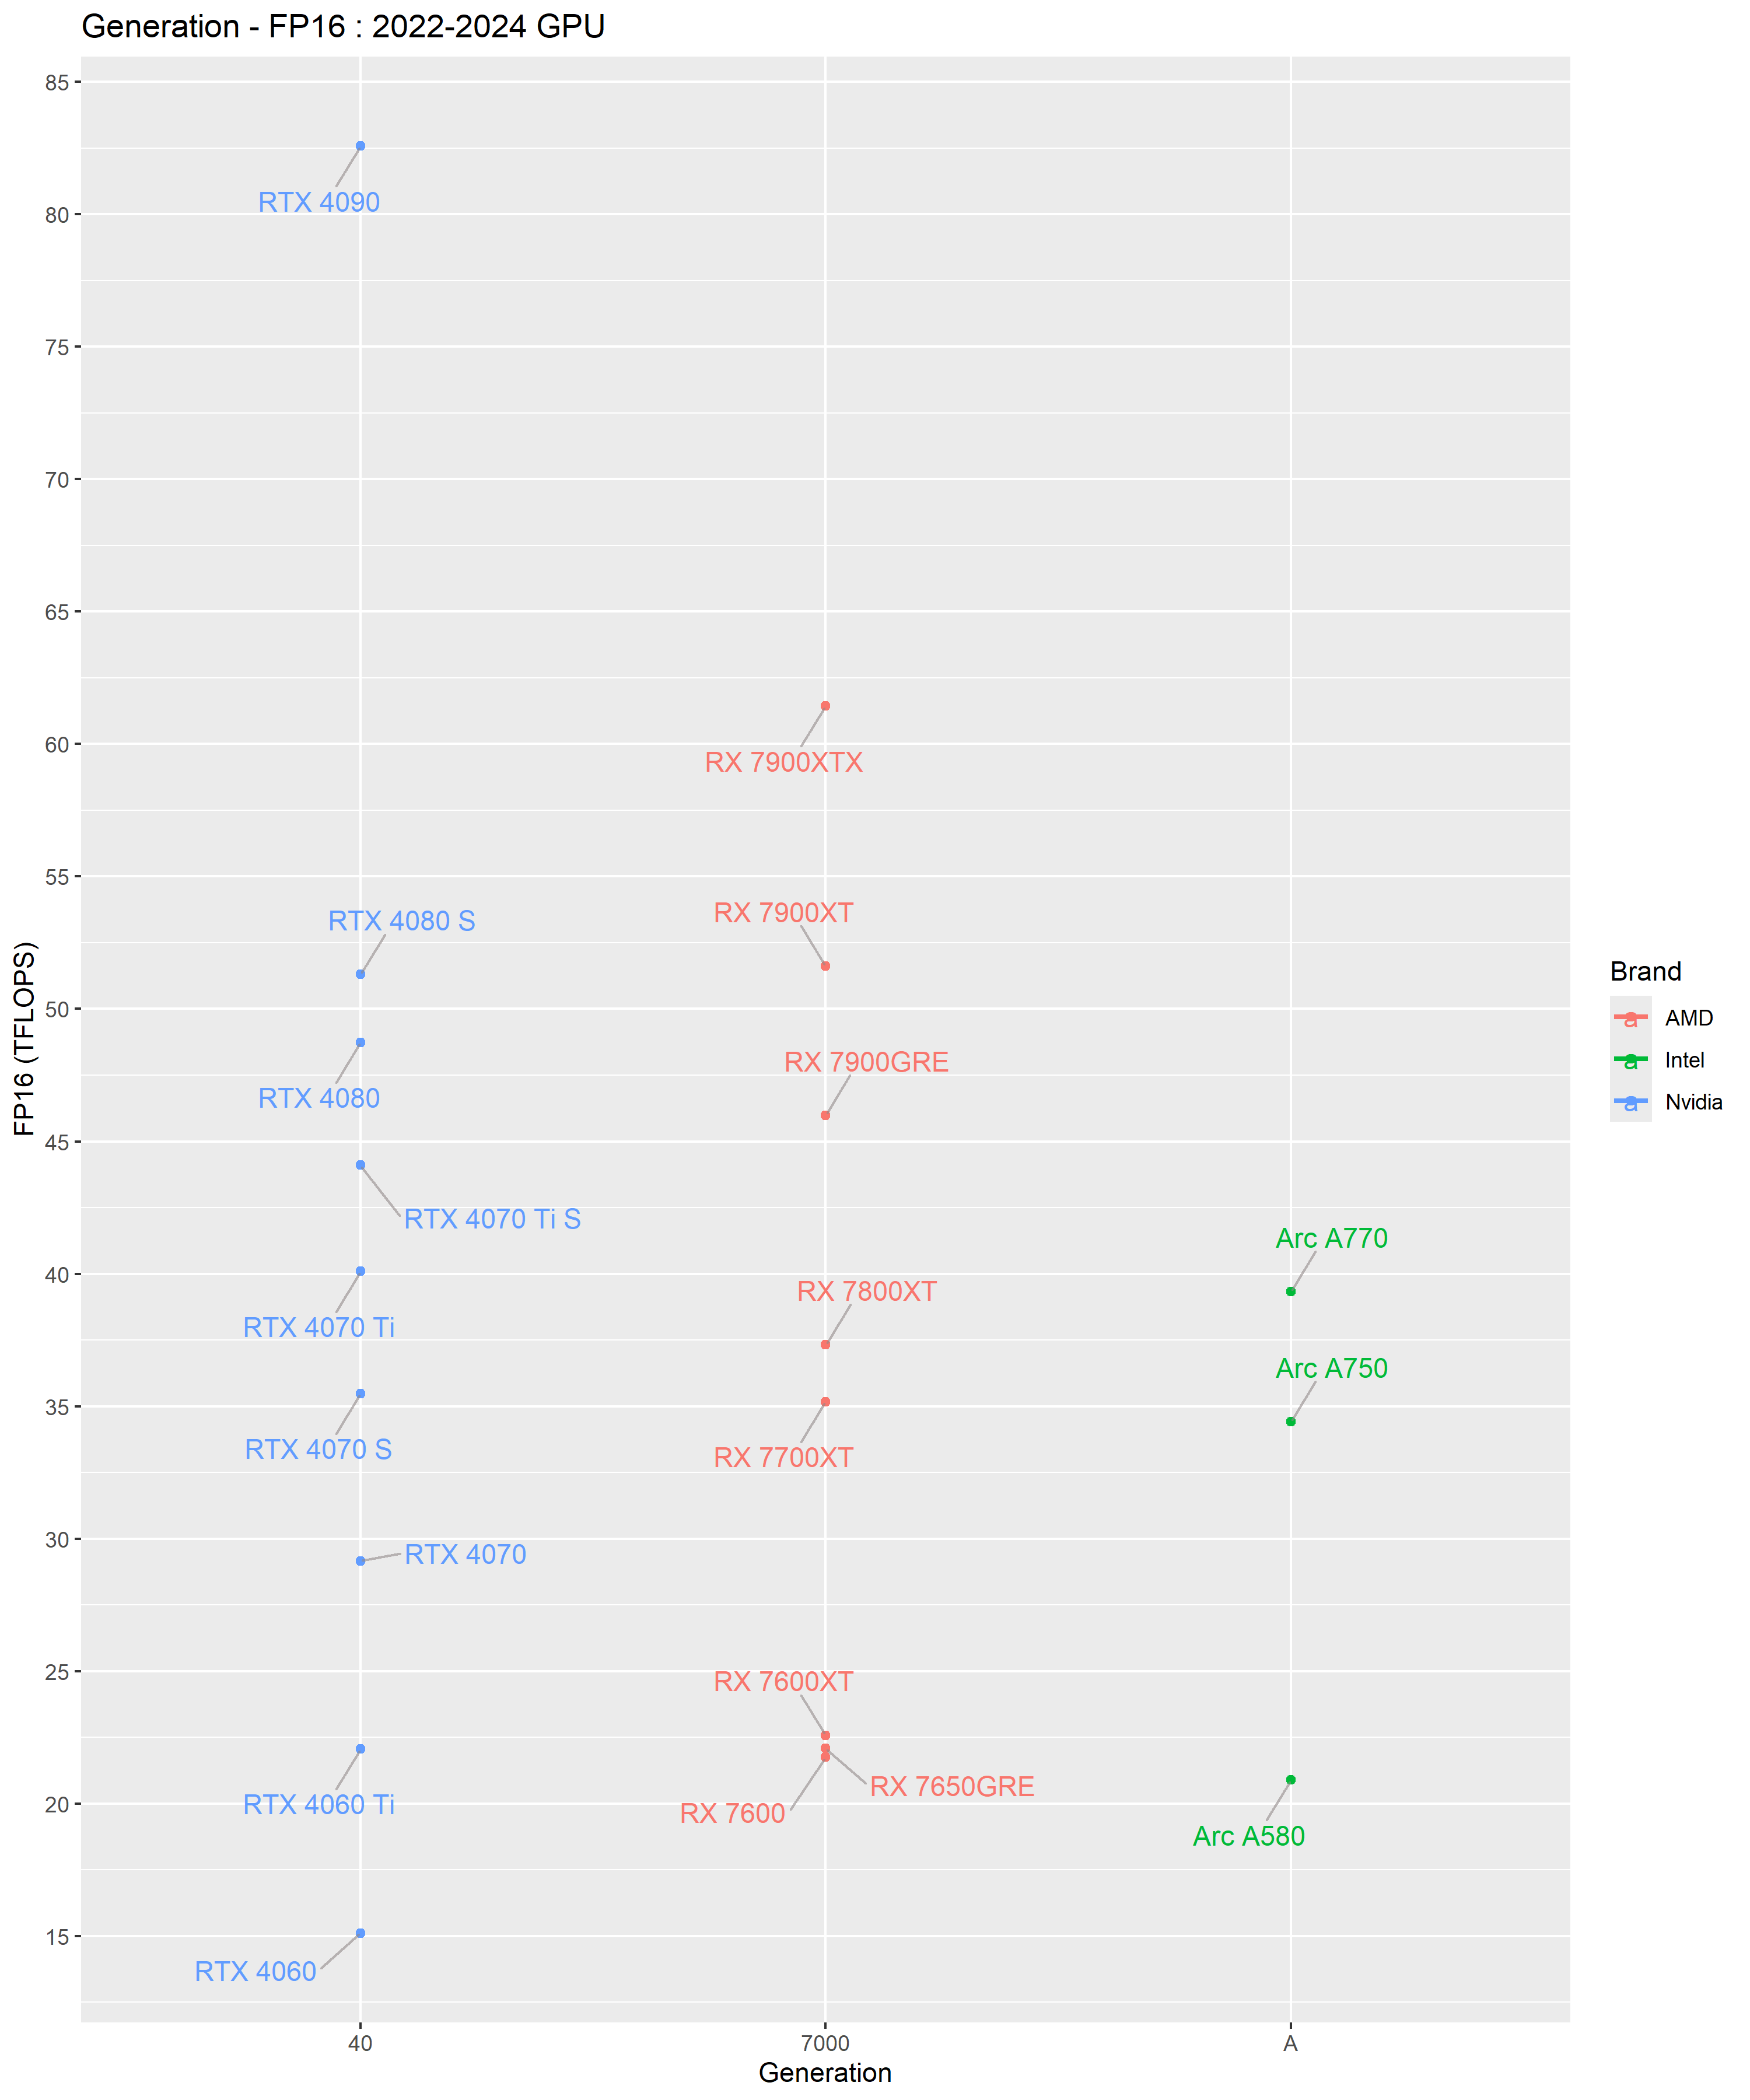 Generation - FP16 : 2022-2024 GPU
85
80
75
70
65
60
55
50
45
40
35
30
25
20
15
FP16 (TFLOPS)
RTX 4090
RTX 4080 S
RTX 4080
RTX 4070 Ti S
RTX 4070 Ti
RTX 4070 S
RTX 4070
RTX 4060 Ti
RTX 4060
RX 7900XTX
RX 7900XT
RX 7900GRE
RX 7800XT
RX 7700XT
RX 7600XT
RX 7650GRE
RX 7600
Arc A770
Arc A750
Arc A580
40
7000
A
Generation
Brand
a AMD
a Intel
a Nvidia